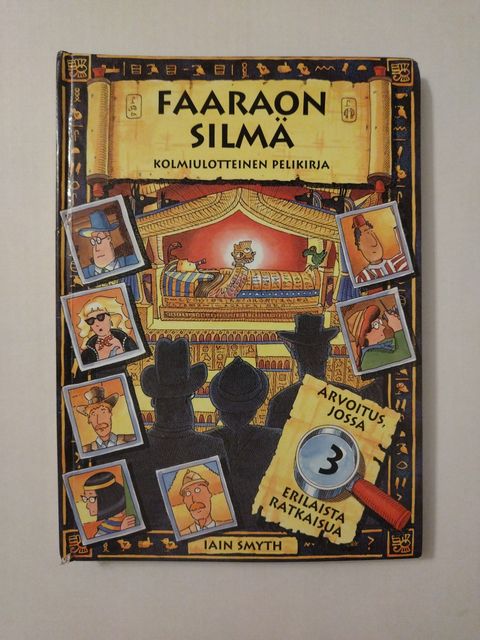 FAARAON
SILMÄ
KOLMIULOTTEINEN PELIKIRJA
ARVOITUS,
JOSSA
3
ERILAISTA
RATKAISUA
IAIN SMYTH